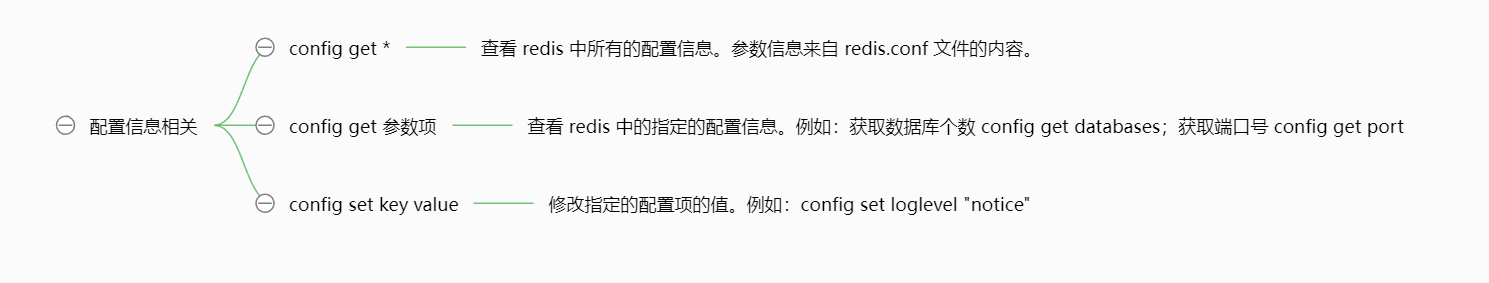 config get * 查看 redis 中所有的配置信息。参数信息来自 redis.conf 文件的内容。
配置信息相关 config get 参数项 查看 redis 中的指定的配置信息。例如：获取数据库个数 config get databases；获取端口号 config get port
config set key value 修改指定的配置项的值。例如：config set loglevel "notice"